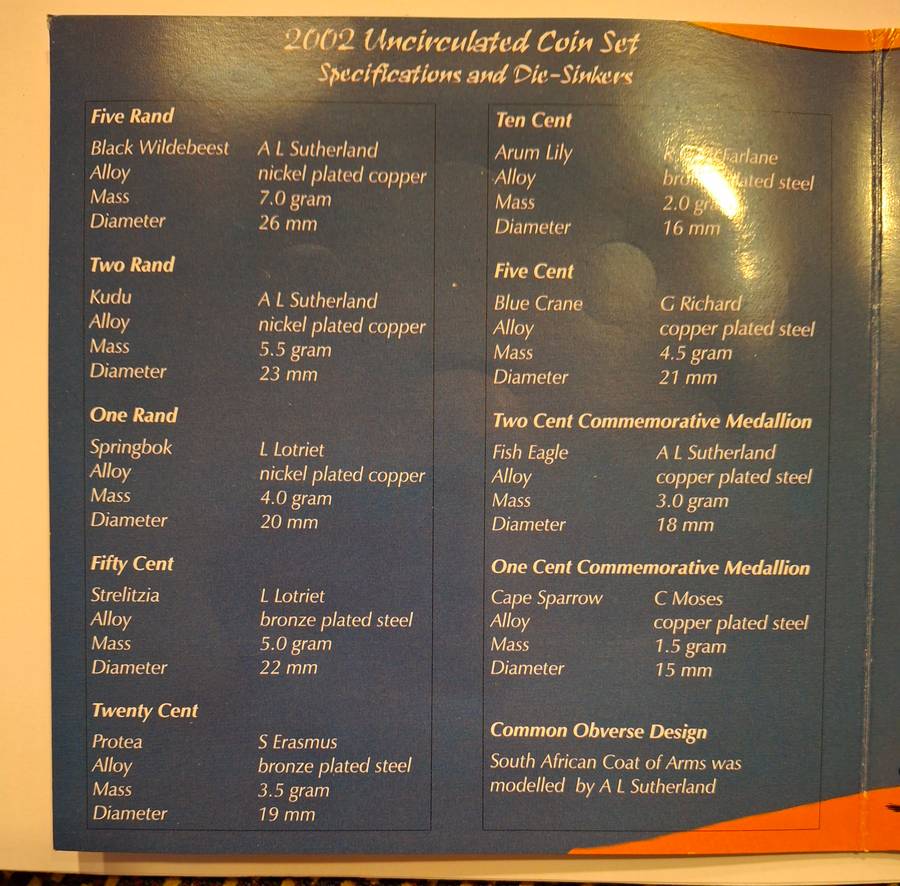 2002 Uncirculated Coin Set
Specifications and Die-Sinkers
Five Rand
Black Wildebeest A L Sutherland
Alloy nickel plated copper
Mass 7.0 gram
Diameter 26 mm
Two Rand
Kudu A L Sutherland
Alloy nickel plated copper
Mass 5.5 gram
Diameter 23 mm
One Rand
Springbok L Lotriet
Alloy nickel plated copper
Mass 4.0 gram
Diameter 20 mm
Fifty Cent
Strelitzia L Lotriet
Alloy bronze plated steel
Mass 5.0 gram
Diameter 22 mm
Twenty Cent
Protea S Erasmus
Alloy bronze plated steel
Mass 3.5 gram
Diameter 19 mm
Ten Cent
Arum Lily
Alloy bronze plated steel
Mass 2.0 gram
Diameter 16 mm
Five Cent
Blue Crane G Richard
Alloy copper plated steel
Mass 4.5 gram
Diameter 21 mm
Two Cent Commemorative Medallion
Fish Eagle A L Sutherland
Alloy copper plated steel
Mass 3.0 gram
Diameter 18 mm
One Cent Commemorative Medallion
Cape Sparrow C Moses
Alloy copper plated steel
Mass 1.5 gram
Diameter 15 mm
Common Obverse Design
South African Coat of Arms was
modelled by A L Sutherland